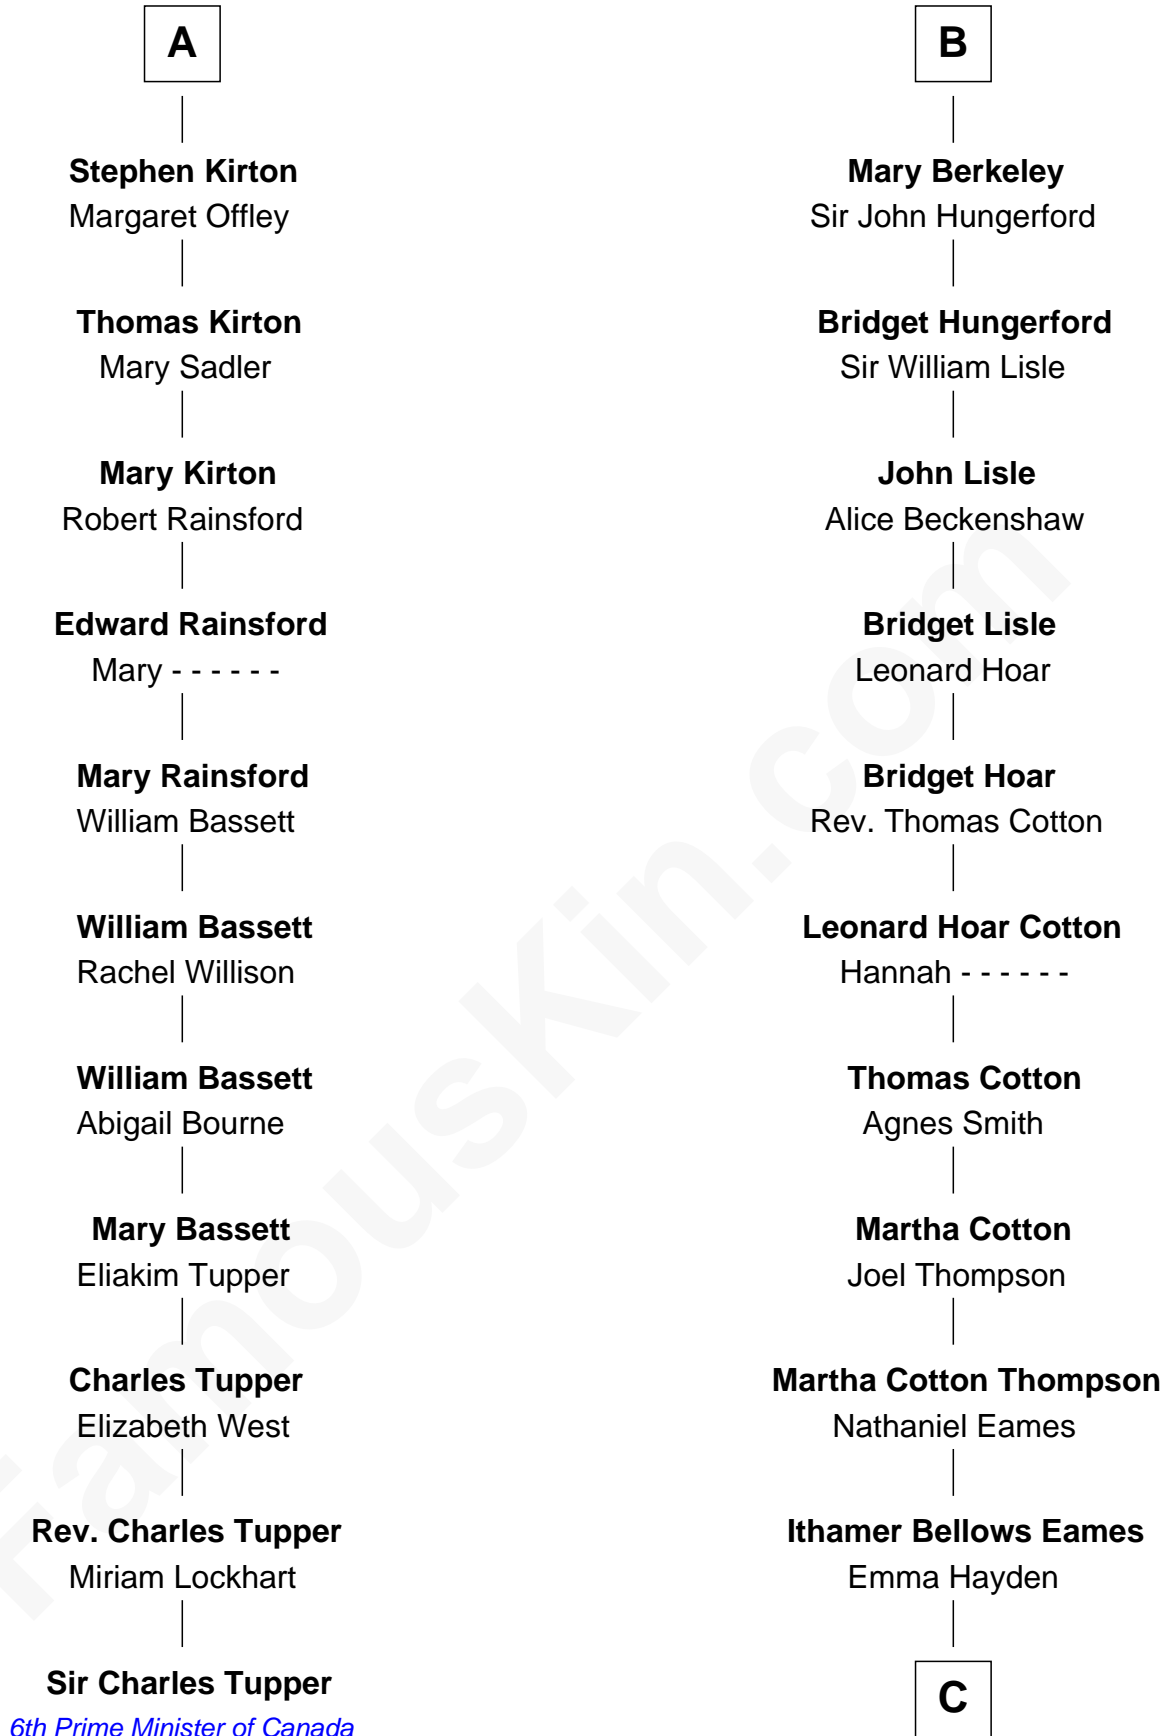 A
Stephen Kirton
Margaret Offley
Thomas Kirton
Mary Sadler
Mary Kirton
Robert Rainsford
Edward Rainsford
Mary - - - - - -
Mary Rainsford
William Bassett
William Bassett
Rachel Willison
William Bassett
Abigail Bourne
Mary Bassett
Eliakim Tupper
Charles Tupper
Elizabeth West
Rev. Charles Tupper
Miriam Lockhart
Sir Charles Tupper
6th Prime Minister of Canada
B
Mary Berkeley
Sir John Hungerford
Bridget Hungerford
Sir William Lisle
John Lisle
Alice Beckenshaw
Bridget Lisle
Leonard Hoar
Bridget Hoar
Rev. Thomas Cotton
Leonard Hoar Cotton
Hannah - - - - - -
Thomas Cotton
Agnes Smith
Martha Cotton
Joel Thompson
Martha Cotton Thompson
Nathaniel Eames
Ithamer Bellows Eames
Emma Hayden
C
FamousKin.com